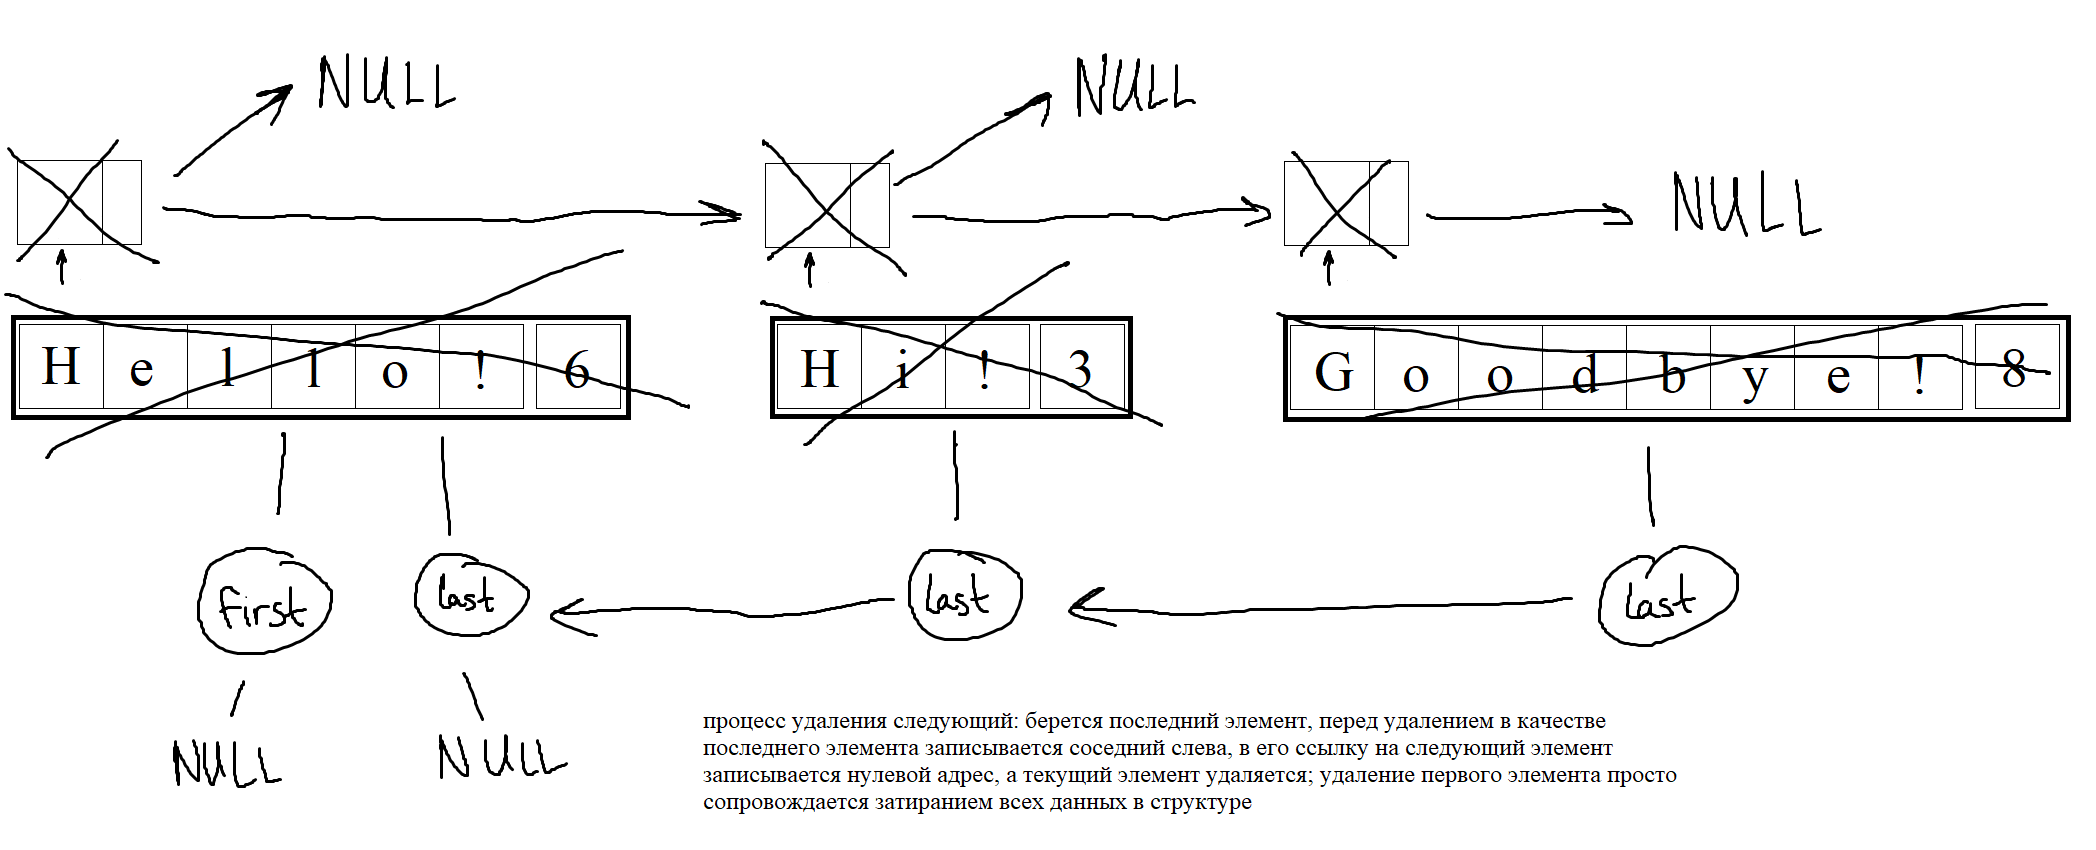 NULL
NULL
NULL
H e l l o ! 6
H i ! 3
G o o d b y e ! 8
first
last
last
last
NULL
NULL
процесс удаления следующий: берется последний элемент, перед удалением в качестве
последнего элемента записывается соседний слева, в его ссылку на следующий элемент
записывается нулевой адрес, а текущий элемент удаляется; удаление первого элемента просто
сопровождается затиранием всех данных в структуре